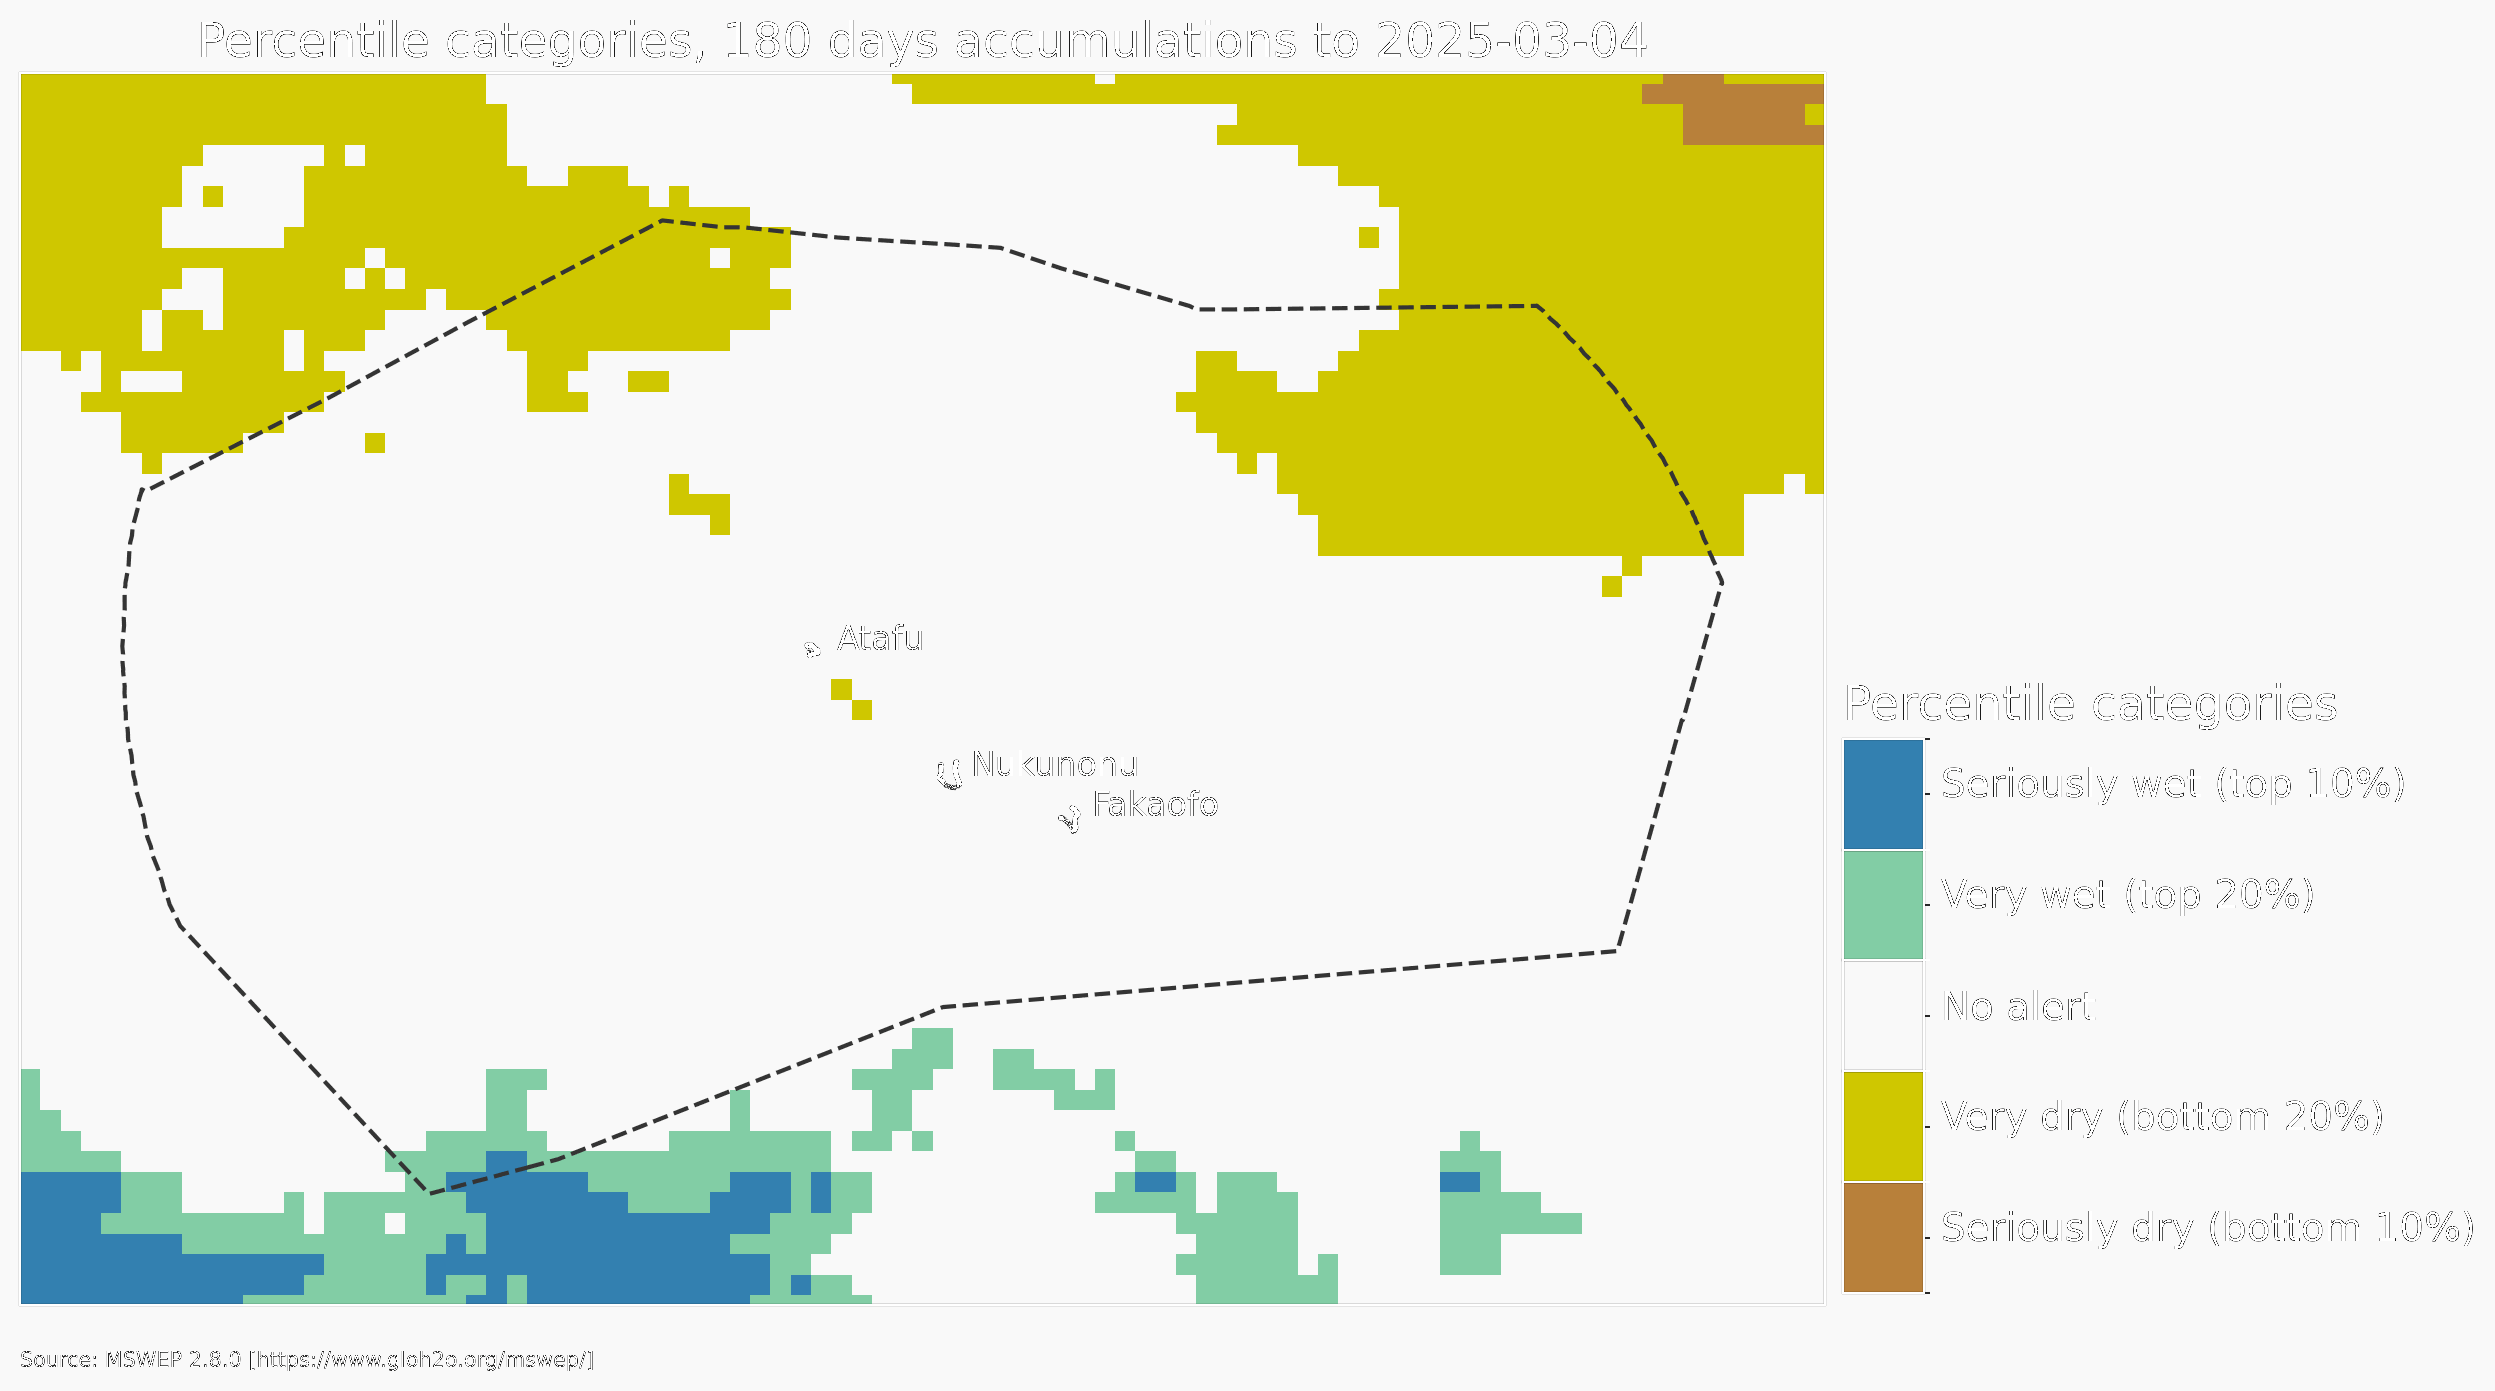 Percentile categories, 180 days accumulations to 2025-03-04
Atafu
Nukunonu
Fakaofo
Percentile categories
Seriously wet (top 10%)
Very wet (top 20%)
No alert
Very dry (bottom 20%)
Seriously dry (bottom 10%)
Source: MSWEP 2.8.0 [https://www.gloh2o.org/mswep/]